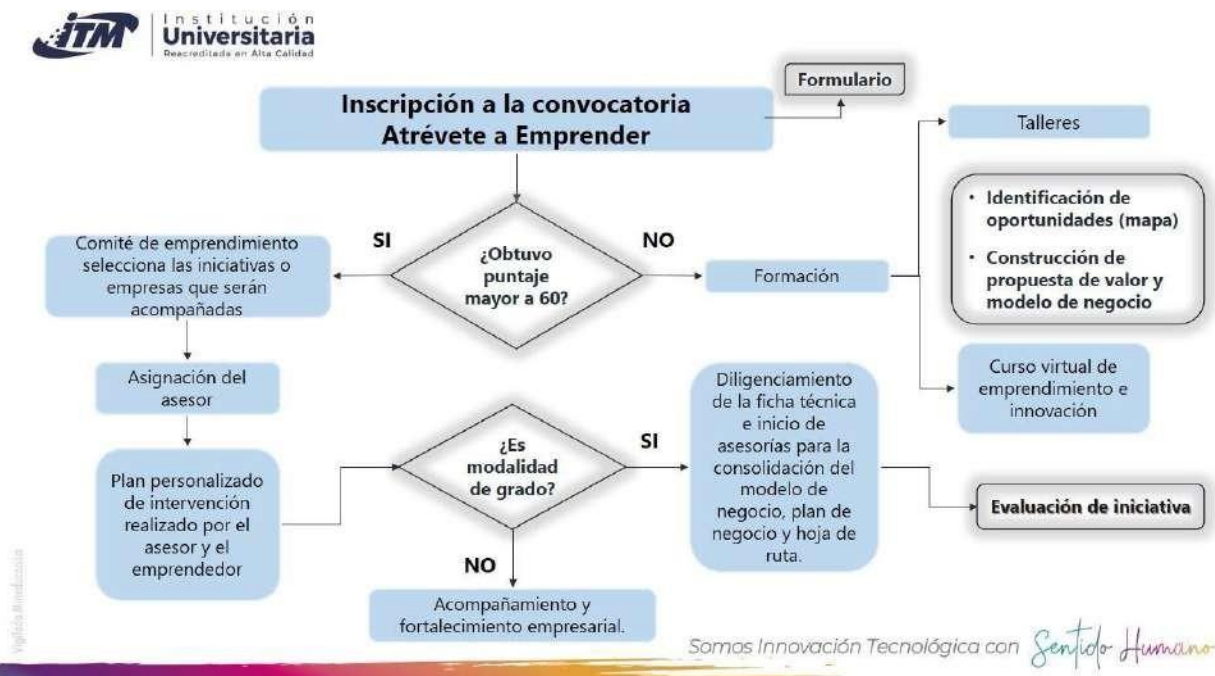 iTM
Institución
Universitaria
Reacreditada en Alta Calidad
Formulario
Inscripción a la convocatoria
Atrévete a Emprender
Talleres
• Identificación de
oportunidades (mapa)
• Construcción de
propuesta de valor y
modelo de negocio
SI
¿Obtuvo
puntaje
mayor a 60?
NO
Comité de emprendimiento
selecciona las iniciativas o
empresas que serán
acompañadas
Formación
Curso virtual de
emprendimiento e
innovación
Asignación del
asesor
Plan personalizado
de intervención
realizado por el
asesor y el
emprendedor
¿Es
modalidad
de grado?
SI
Diligenciamiento
de la ficha técnica
e inicio de
asesorías para la
consolidación del
modelo de
negocio, plan de
negocio y hoja de
ruta.
Evaluación de iniciativa
NO
Acompañamiento y
fortalecimiento empresarial.
Vigilada Mineducación
Somos Innovación Tecnológica con Sentido Humano